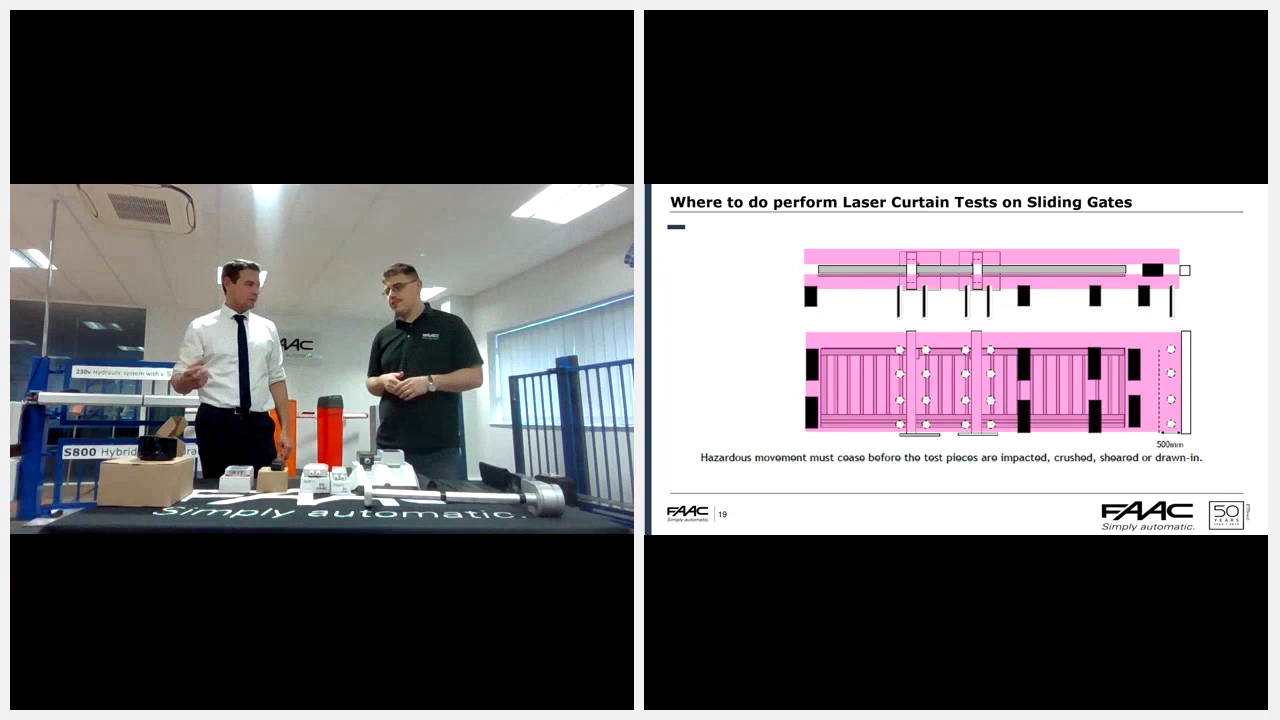 FAAC
230v Hydraulic system with a S
S800 Hybrid
FAAC
Simply automatic.
Where to do perform Laser Curtain Tests on Sliding Gates
500mm
Hazardous movement must cease before the test pieces are impacted, crushed, sheared or drawn-in.
FAAC
Simply automatic.
19
FAAC
Simply automatic.
50
YEARS